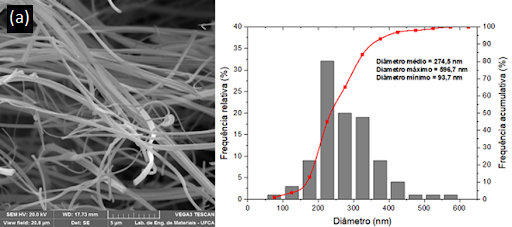 (a)
SEM HV: 20.0 kV WD: 17.73 mm VEGA3 TESCAN
View field: 20.8 µm Det: SE 5 µm Lab. de Eng. de Materiais - UFCA
Frequência relativa (%)
40
35
30
25
20
15
10
5
0
Diâmetro médio = 274,5 nm
Diâmetro máximo = 595,7 nm
Diâmetro mínimo = 93,7 nm
100
90
80
70
60
50
40
30
20
10
0
Frequência acumulativa (%)
0 100 200 300 400 500 600
Diâmetro (nm)